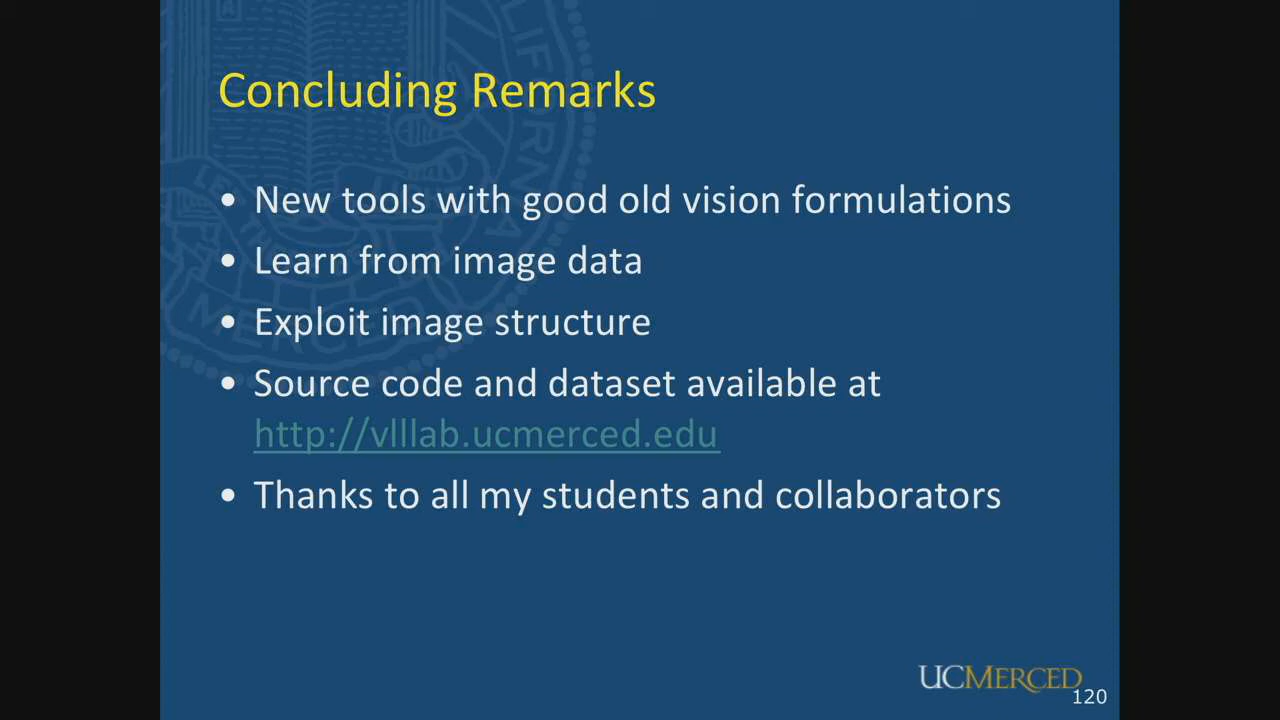 Concluding Remarks
• New tools with good old vision formulations
• Learn from image data
• Exploit image structure
• Source code and dataset available at
http://vlllab.ucmerced.edu
• Thanks to all my students and collaborators
UCMERCED
120